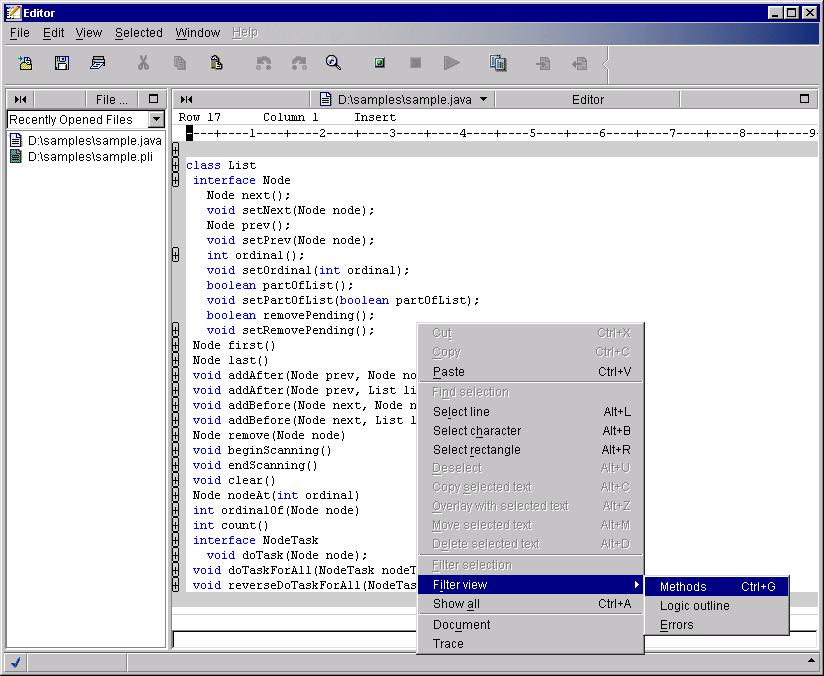 Editor
File Edit View Selected Window Help
File ...
D:\samples\sample.java Editor
Recently Opened Files
Row 17 Column 1 Insert
----+----1----+----2----+----3----+----4----+----5----+----6----+----7----+----8----+----9
D:\samples\sample.java
D:\samples\sample.pli
class List
interface Node
Node next();
void setNext(Node node);
Node prev();
void setPrev(Node node);
int ordinal();
void setOrdinal(int ordinal);
boolean partOfList();
void setPartOfList(boolean partOfList);
boolean removePending();
void setRemovePending();
Node first()
Node last()
void addAfter(Node prev, Node no
void addAfter(Node prev, List li
void addBefore(Node next, Node n
void addBefore(Node next, List l
Node remove(Node node)
void beginScanning()
void endScanning()
void clear()
Node nodeAt(int ordinal)
int ordinalOf(Node node)
int count()
interface NodeTask
void doTask(Node node);
void doTaskForAll(NodeTask nodeT
void reverseDoTaskForAll(NodeTas
Cut Ctrl+X
Copy Ctrl+C
Paste Ctrl+V
Find selection
Select line Alt+L
Select character Alt+B
Select rectangle Alt+R
Deselect Alt+U
Copy selected text Alt+C
Overlay with selected text Alt+Z
Move selected text Alt+M
Delete selected text Alt+D
Filter selection
Filter view
Show all Ctrl+A
Document
Trace
Methods Ctrl+G
Logic outline
Errors